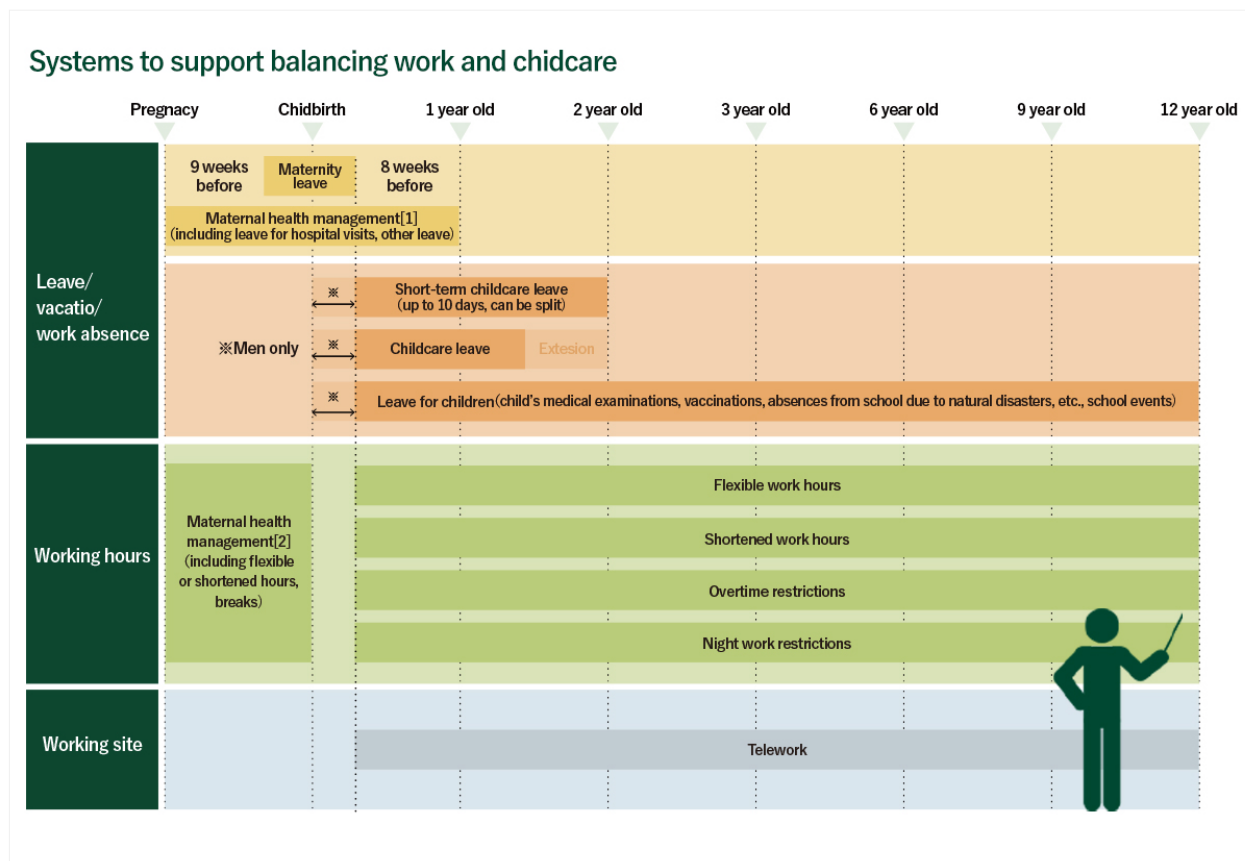 Systems to support balancing work and chidcare
Pregnacy
Chidbirth
1 year old
2 year old
3 year old
6 year old
9 year old
12 year old
Leave/
vacatio/
work absence
9 weeks
before
Maternity
leave
8 weeks
before
Maternal health management[1]
(including leave for hospital visits, other leave)
※
Short-term childcare leave
(up to 10 days, can be split)
※Men only
※
Childcare leave
Extesion
※
Leave for children(child's medical examinations, vaccinations, absences from school due to natural disasters, etc., school events)
Working hours
Maternal health
management[2]
(including flexible
or shortened hours,
breaks)
Flexible work hours
Shortened work hours
Overtime restrictions
Night work restrictions
Working site
Telework